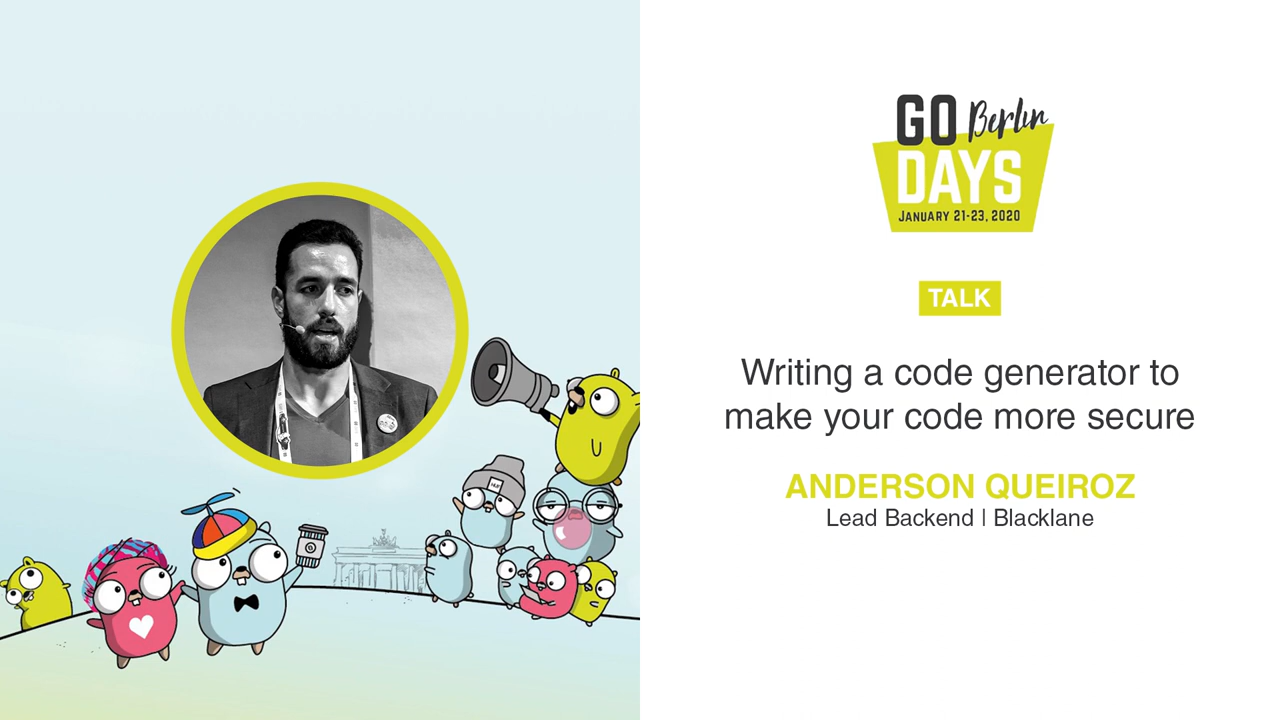 GO Berlin
DAYS
JANUARY 21-23, 2020
TALK
Writing a code generator to
make your code more secure
ANDERSON QUEIROZ
Lead Backend | Blacklane